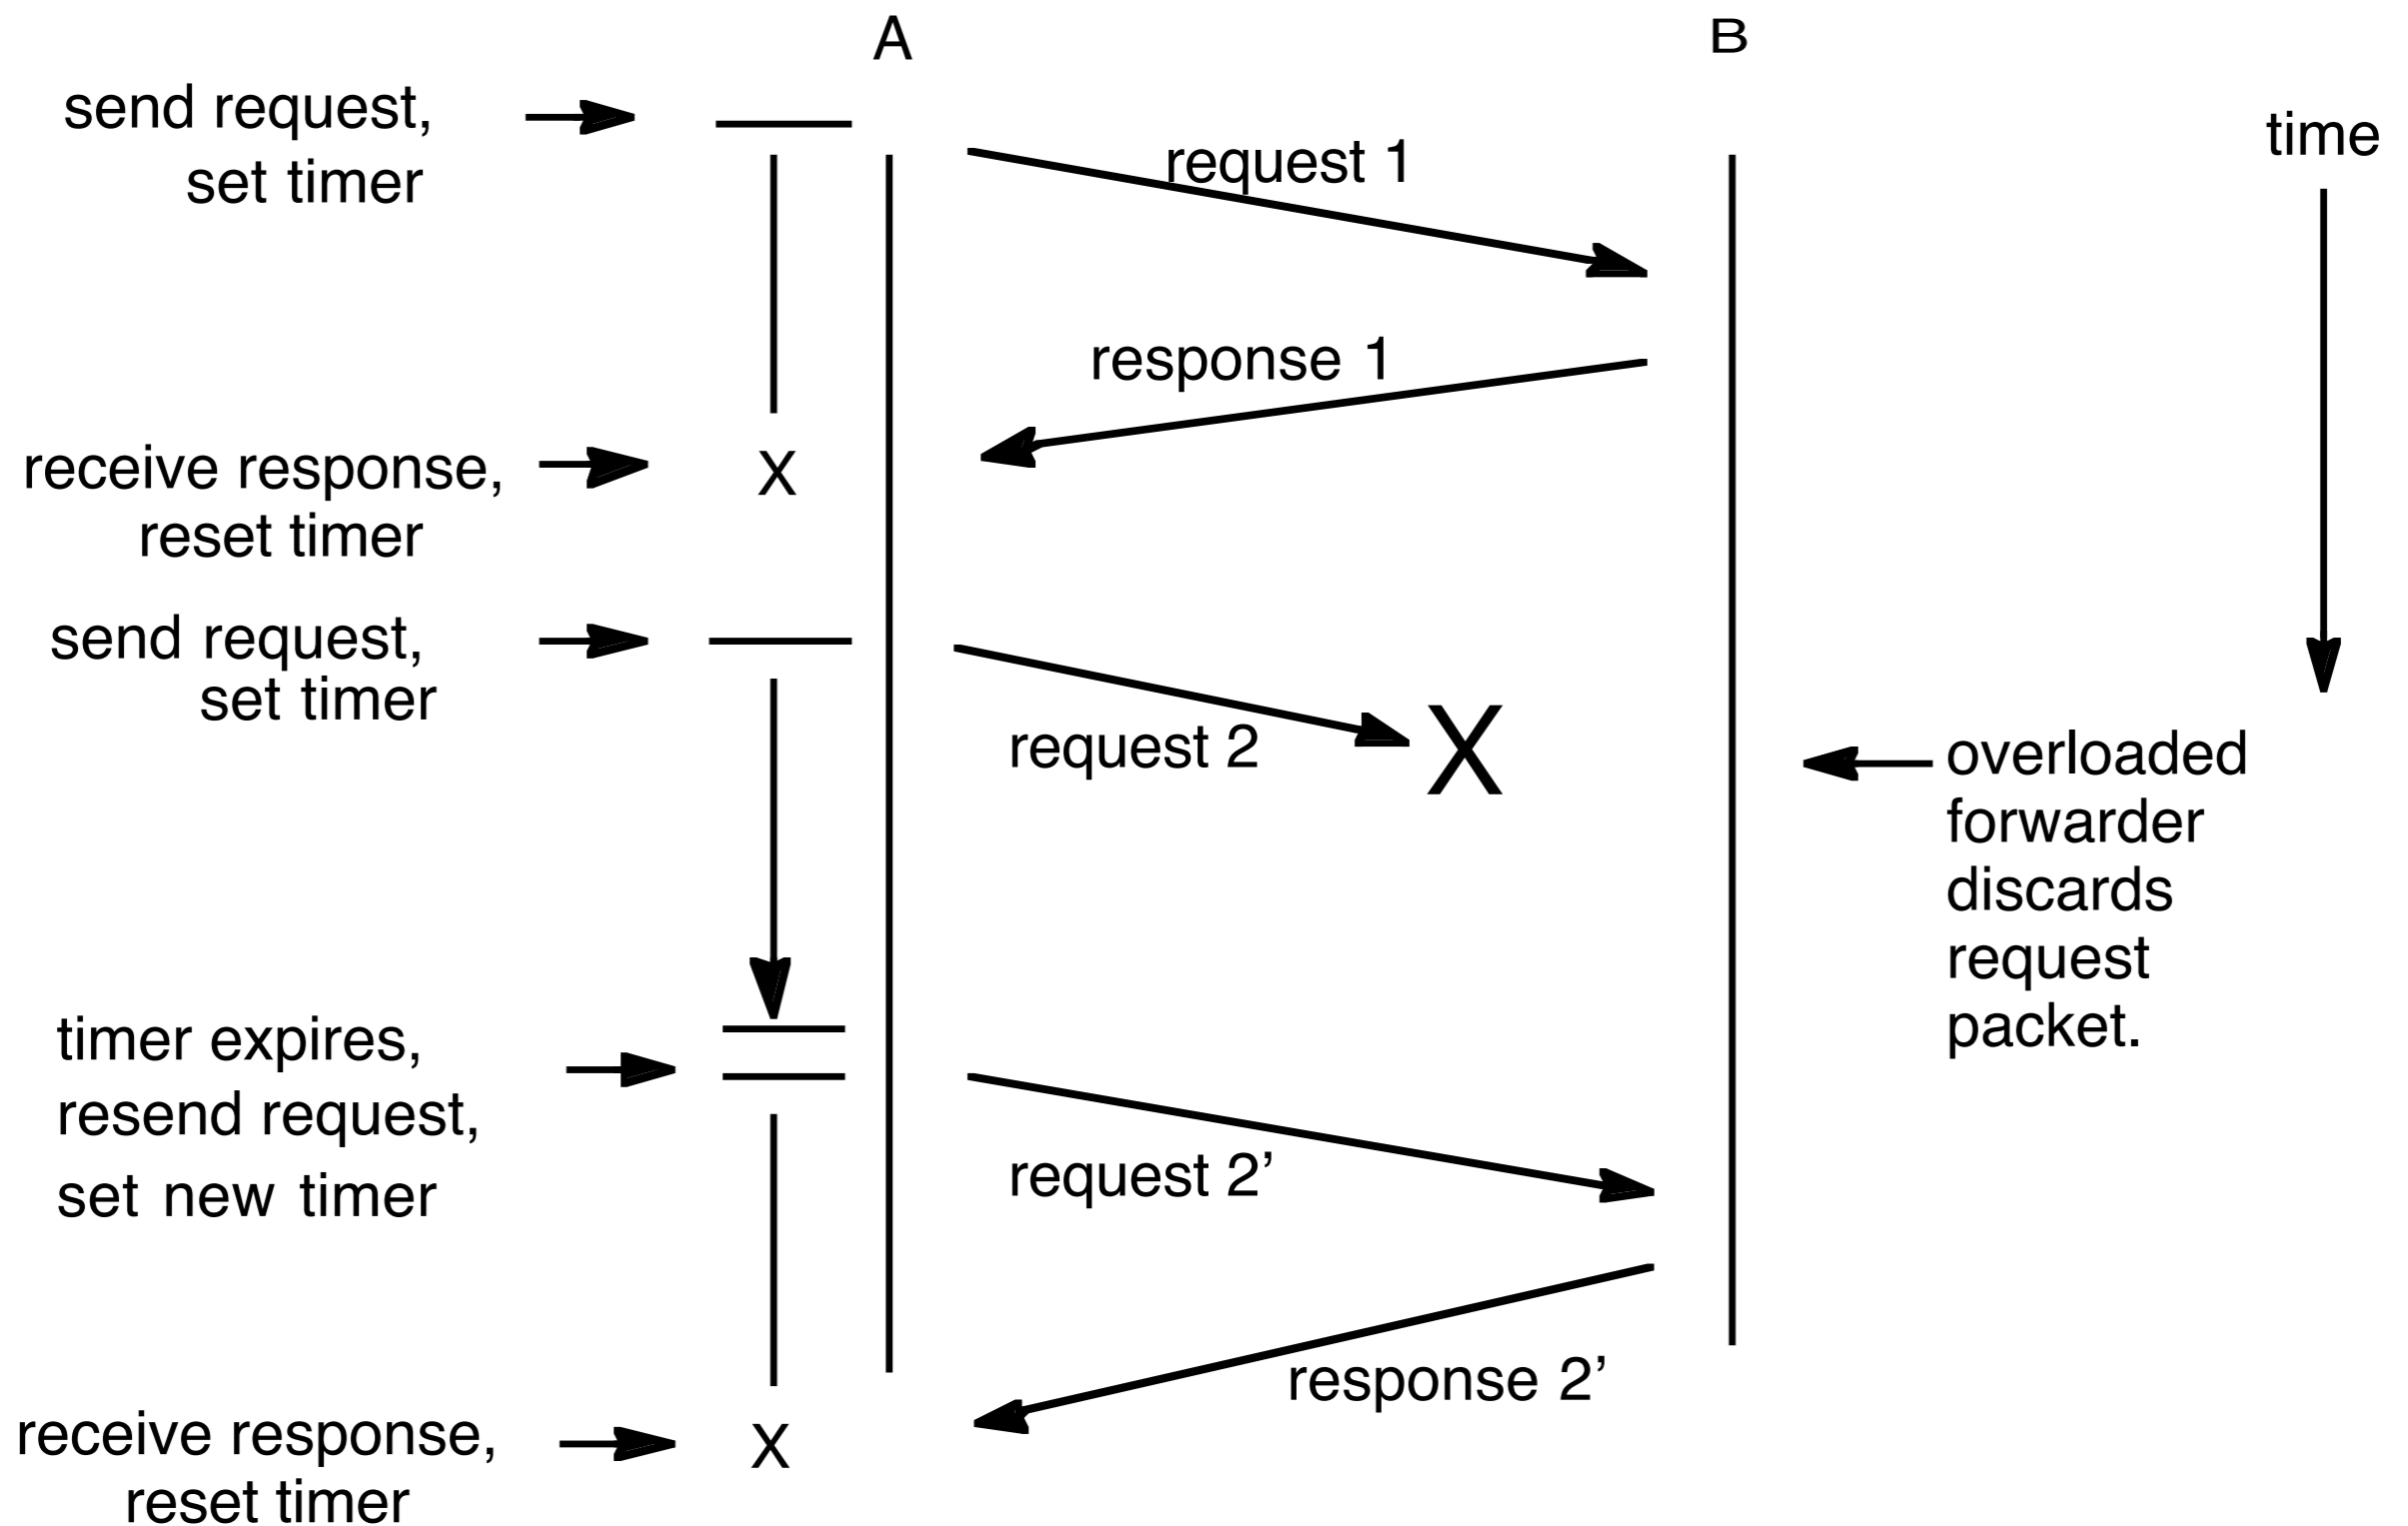 A
B
send request,
set timer
request 1
time
response 1
receive response,
reset timer
X
send request,
set timer
request 2
X
overloaded
forwarder
discards
request
packet.
timer expires,
resend request,
set new timer
request 2’
response 2’
receive response,
reset timer
X